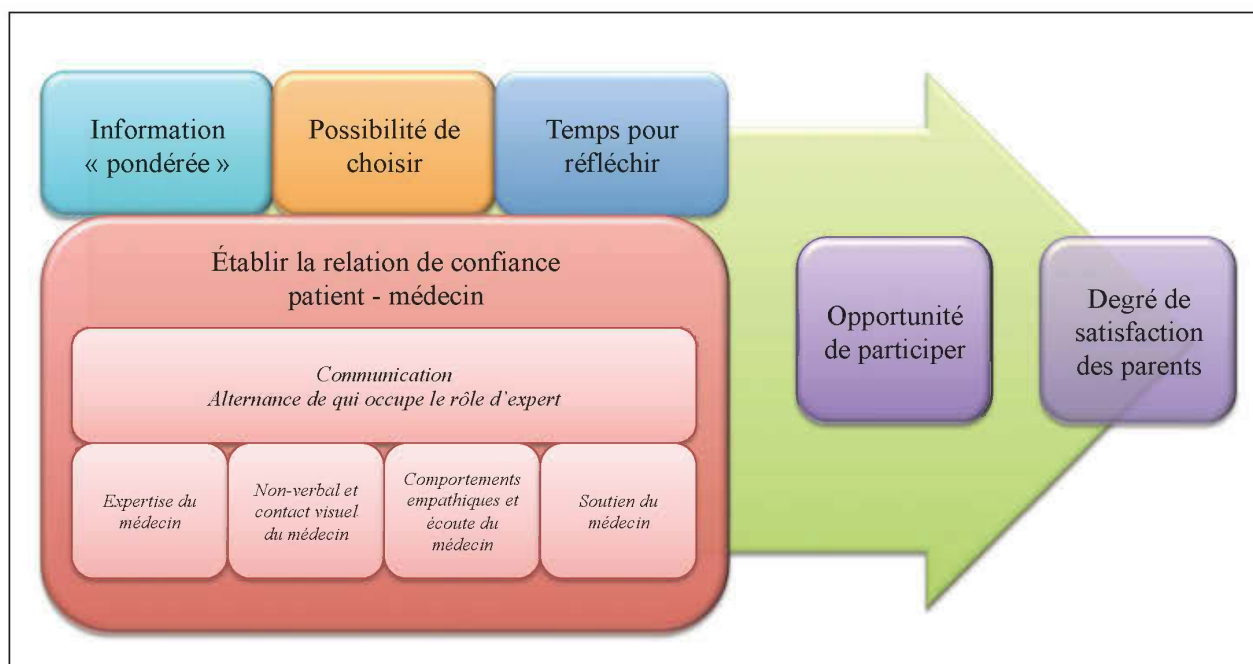 Information
« pondérée »
Possibilité de
choisir
Temps pour
réfléchir
Établir la relation de confiance
patient - médecin
Communication
Alternance de qui occupe le rôle d'expert
Expertise du
médecin
Non-verbal et
contact visuel
du médecin
Comportements
empathiques et
écoute du
médecin
Soutien du
médecin
Opportunité
de participer
Degré de
satisfaction
des parents